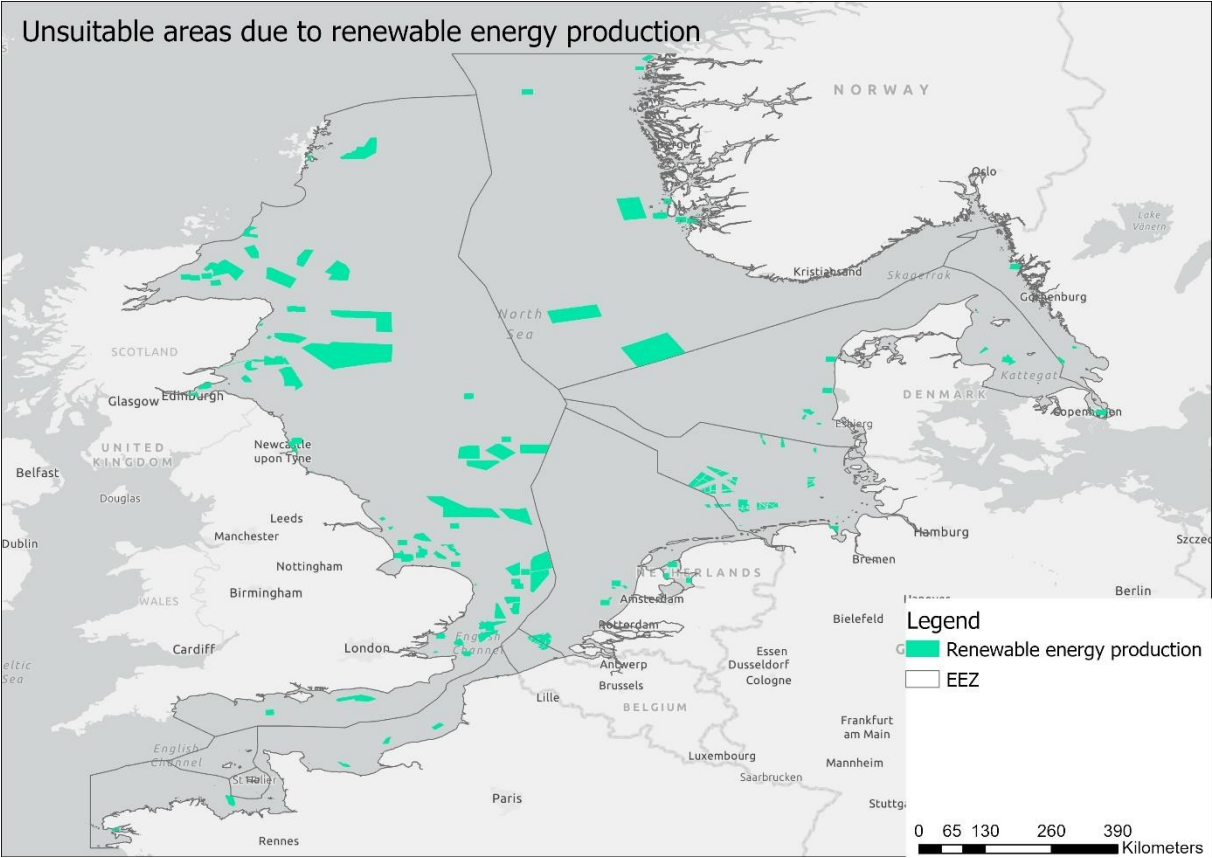 Unsuitable areas due to renewable energy production
NORWAY
Bergen
Oslo
Lake
Vänern
Kristiansand
Skagerrak
Gothenburg
North
Sea
SCOTLAND
Glasgow
Edinburgh
Kattegat
DENMARK
Copenhagen
Esbjerg
UNITED
KINGDOM
Newcastle
upon Tyne
Belfast
Douglas
Leeds
Manchester
Dublin
Nottingham
Birmingham
WALES
Hamburg
Bremen
NETHERLANDS
Amsterdam
Berlin
Rotterdam
Bielefeld
Cardiff
London
English
Channel
Antwerp
Brussels
Essen
Dusseldorf
Cologne
Lille
BELGIUM
Frankfurt
am Main
Luxembourg
Mannheim
Saarbrucken
English
Channel
St Helier
Paris
Rennes
Legend
Renewable energy production
EEZ
0 65 130 260 390
Kilometers